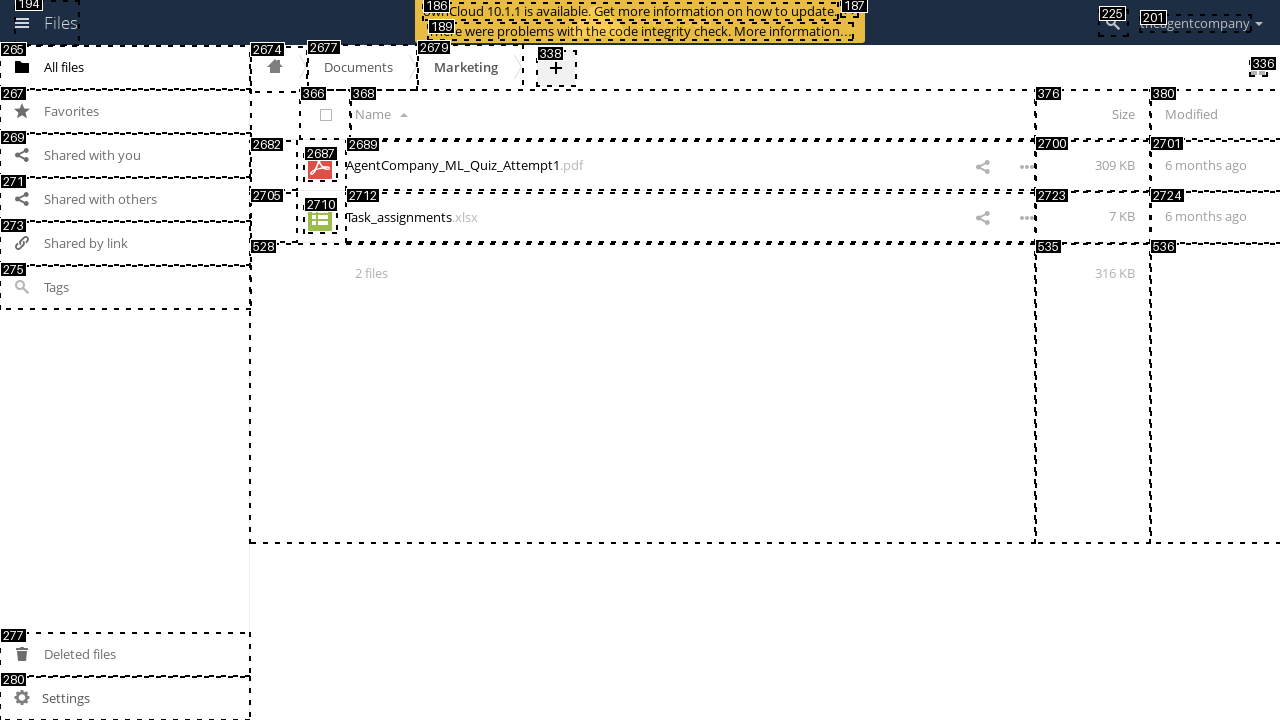 194
Files
186
ownCloud 10.1.1 is available. Get more information on how to update.
187
189
There were problems with the code integrity check. More information…
225
201
theagentcompany
265
All files
267
Favorites
269
Shared with you
271
Shared with others
273
Shared by link
275
Tags
277
Deleted files
280
Settings
2674
2677
Documents
2679
Marketing
338
+
336
366
368
Name
376
Size
380
Modified
2682
2687
2689
AgentCompany_ML_Quiz_Attempt1.pdf
2700
309 KB
2701
6 months ago
2705
2710
2712
Task_assignments.xlsx
2723
7 KB
2724
6 months ago
528
2 files
535
316 KB
536